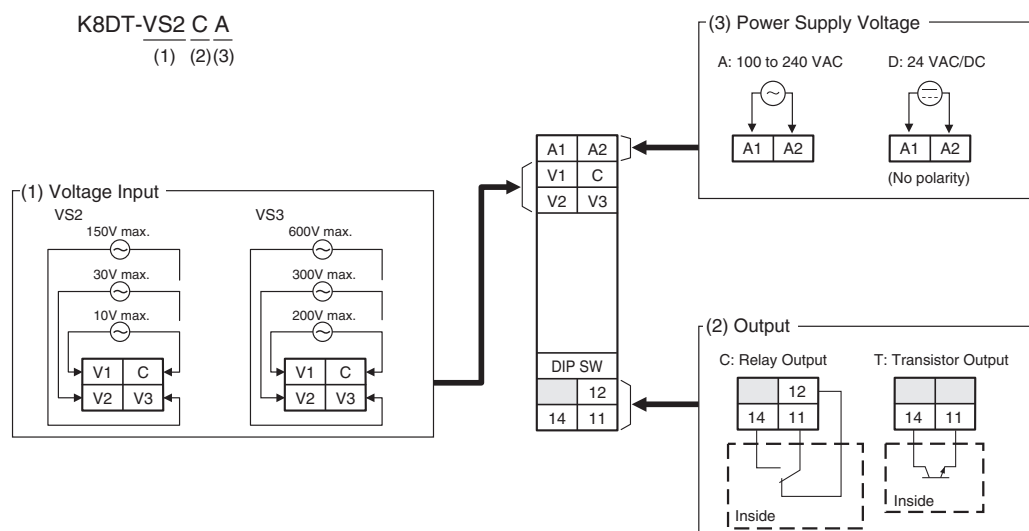 K8DT-VS2 C A
(1) (2) (3)
(3) Power Supply Voltage
A: 100 to 240 VAC
D: 24 VAC/DC
A1 A2
A1 A2
(No polarity)
A1 A2
V1 C
V2 V3
DIP SW
12
14 11
(1) Voltage Input
VS2
150V max.
30V max.
10V max.
V1 C
V2 V3
VS3
600V max.
300V max.
200V max.
V1 C
V2 V3
(2) Output
C: Relay Output
12
14 11
Inside
T: Transistor Output
14 11
Inside